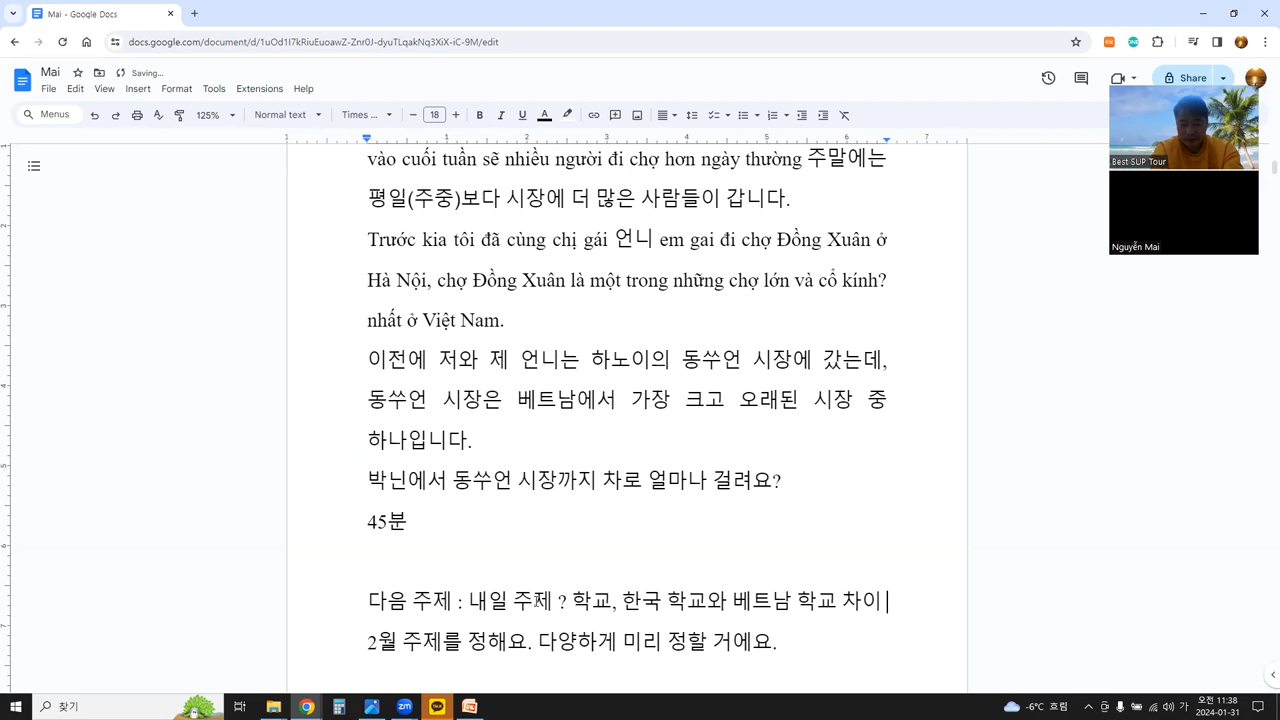 Mai - Google Docs
docs.google.com/document/d/1uOd1I7kRiuEuoawZ-Znr0J-dyuTLqakNq3XiX-iC-9M/edit
Mai
Saving...
File Edit View Insert Format Tools Extensions Help
Share
Menus 125% Normal text Times ... 18 B I U A
1 1 2 3 4 5 6 7
vào cuối tuần sẽ nhiều người đi chợ hơn ngày thường 주말에는
평일(주중)보다 시장에 더 많은 사람들이 갑니다.
Trước kia tôi đã cùng chị gái 언니 em gai đi chợ Đồng Xuân ở
Hà Nội, chợ Đồng Xuân là một trong những chợ lớn và cổ kính?
nhất ở Việt Nam.
이전에 저와 제 언니는 하노이의 동쑤언 시장에 갔는데,
동쑤언 시장은 베트남에서 가장 크고 오래된 시장 중
하나입니다.
박닌에서 동쑤언 시장까지 차로 얼마나 걸려요?
45분
다음 주제 : 내일 주제 ? 학교, 한국 학교와 베트남 학교 차이
2월 주제를 정해요. 다양하게 미리 정할 거에요.
Best SUP Tour
Nguyễn Mai
찾기
-6°C 흐림
가
오전 11:38
2024-01-31